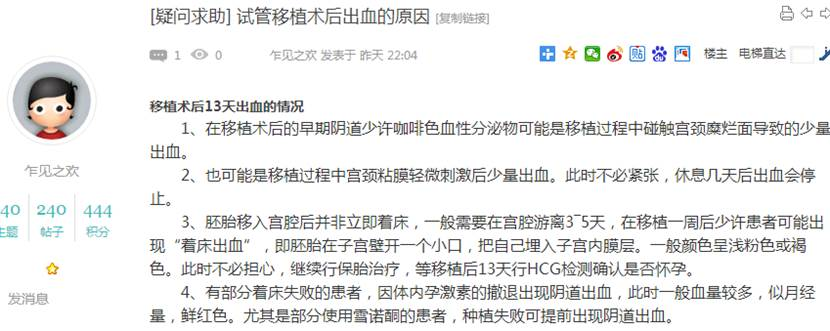 [疑问求助] 试管移植术后出血的原因 [复制链接]
1 0 乍见之欢 发表于 昨天 22:04 楼主 电梯直达
移植术后13天出血的情况
1、在移植术后的早期阴道少许咖啡色血性分泌物可能是移植过程中碰触宫颈糜烂面导致的少量
出血。
乍见之欢
2、也可能是移植过程中宫颈粘膜轻微刺激后少量出血。此时不必紧张，休息几天后出血会停
止。
40 240 444
主题 帖子 积分
3、胚胎移入宫腔后并非立即着床，一般需要在宫腔游离3¯5天，在移植一周后少许患者可能出
现“着床出血”，即胚胎在子宫壁开一个小口，把自己埋入子宫内膜层。一般颜色呈浅粉色或褐
色。此时不必担心，继续行保胎治疗，等移植后13天行HCG检测确认是否怀孕。
发消息
4、有部分着床失败的患者，因体内孕激素的撤退出现阴道出血，此时一般血量较多，似月经
量，鲜红色。尤其是部分使用雪诺酮的患者，种植失败可提前出现阴道出血。